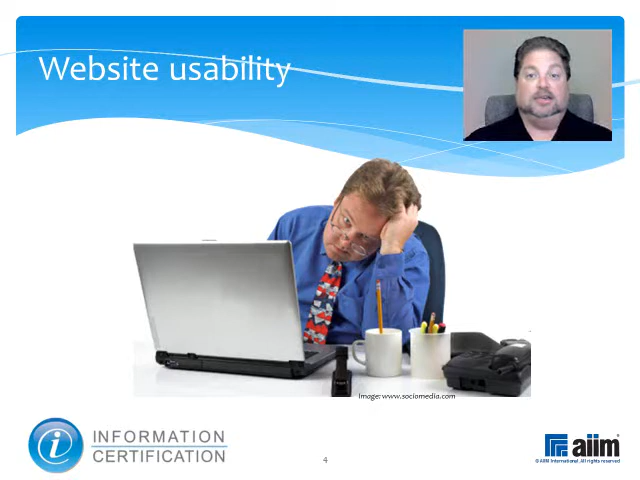 Website usability
Image: www.sociomedia.com
INFORMATION
CERTIFICATION
4
aiim
© AIIM International. All rights reserved